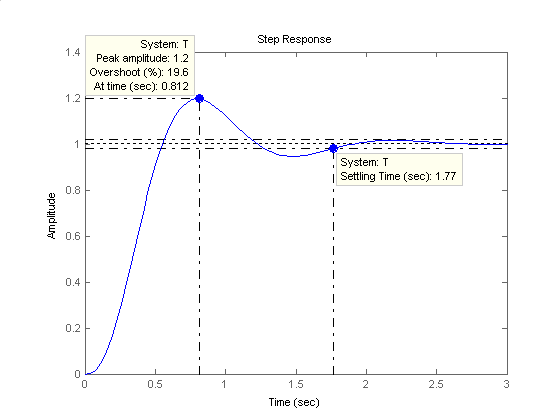 Step Response
System: T
Peak amplitude: 1.2
Overshoot (%): 19.6
At time (sec): 0.812
1.4
1.2
1
0.8
0.6
0.4
0.2
0
Amplitude
System: T
Settling Time (sec): 1.77
0
0.5
1
1.5
2
2.5
3
Time (sec)